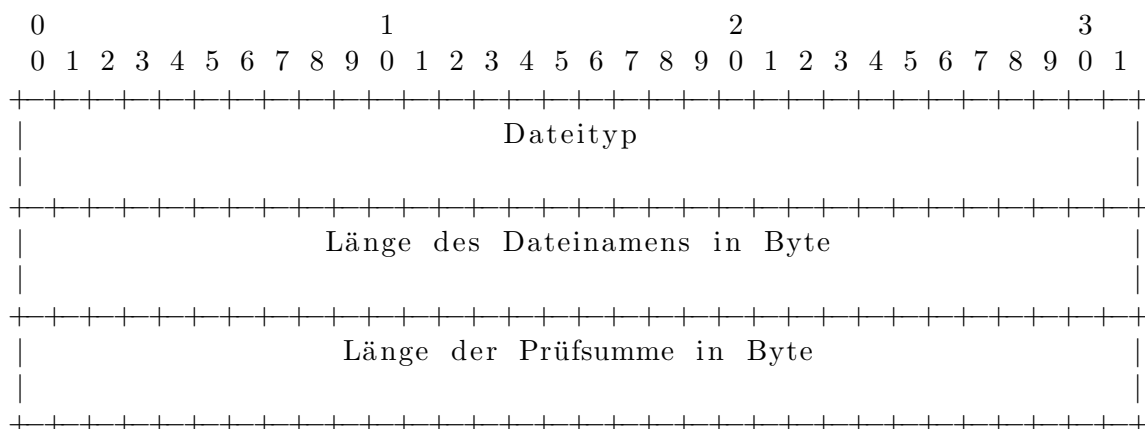 0 1 2 3
0 1 2 3 4 5 6 7 8 9 0 1 2 3 4 5 6 7 8 9 0 1 2 3 4 5 6 7 8 9 0 1
+-+-+-+-+-+-+-+-+-+-+-+-+-+-+-+-+-+-+-+-+-+-+-+-+-+-+-+-+-+-+-+-+
| Dateityp |
| |
+-+-+-+-+-+-+-+-+-+-+-+-+-+-+-+-+-+-+-+-+-+-+-+-+-+-+-+-+-+-+-+-+
| Länge des Dateinamens in Byte |
| |
+-+-+-+-+-+-+-+-+-+-+-+-+-+-+-+-+-+-+-+-+-+-+-+-+-+-+-+-+-+-+-+-+
| Länge der Prüfsumme in Byte |
| |
+-+-+-+-+-+-+-+-+-+-+-+-+-+-+-+-+-+-+-+-+-+-+-+-+-+-+-+-+-+-+-+-+